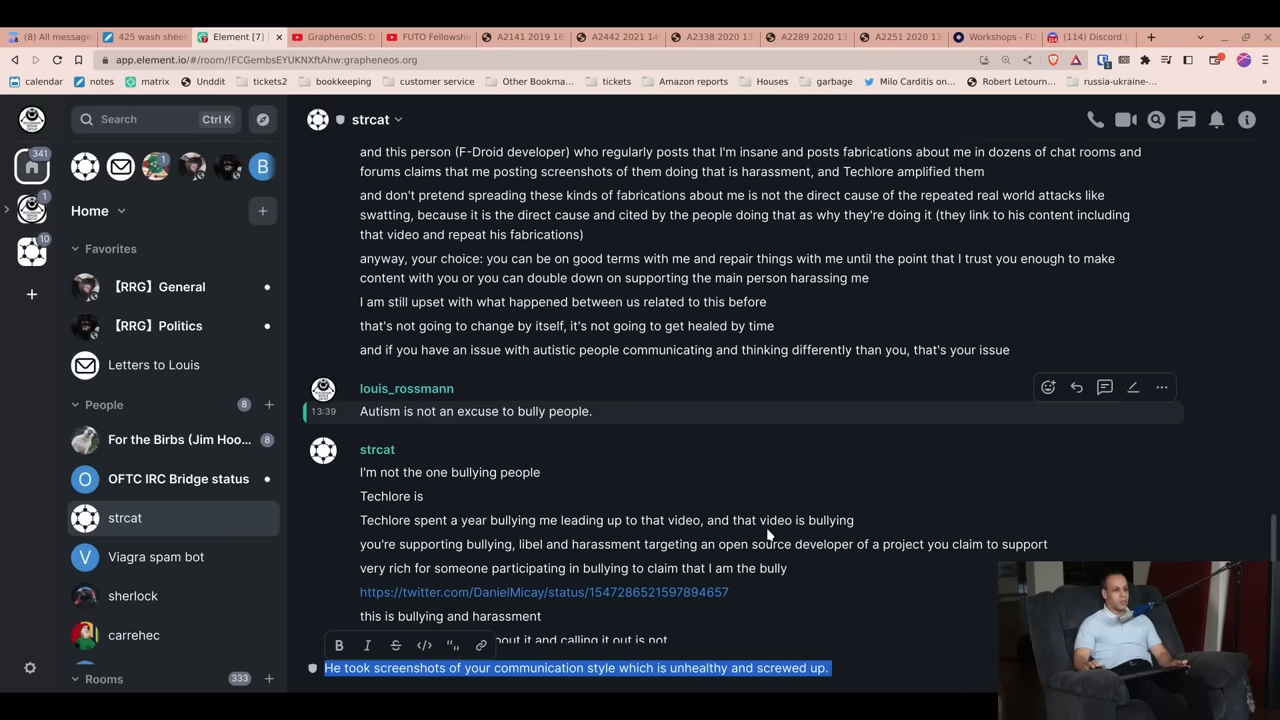 (8) All message
425 wash shee
Element [7]
GrapheneOS: D
FUTO Fellowshi
A2141 2019 16
A2442 2021 14
A2338 2020 13
A2289 2020 13
A2251 2020 13
Workshops - FU
(114) Discord |
app.element.io/#/room/!FCGembsEYUKNXftAhw:grapheneos.org
calendar
notes
matrix
Unddit
tickets2
bookkeeping
customer service
Other Bookma...
tickets
Amazon reports
Houses
garbage
Milo Carditis on...
Robert Letourn...
russia-ukraine-...
Search
Ctrl K
strcat
341
1
B
1
10
Home
Favorites
【RRG】General
【RRG】Politics
Letters to Louis
People
8
For the Birbs (Jim Hoo...
8
O
OFTC IRC Bridge status
strcat
V
Viagra spam bot
sherlock
carrehec
Rooms
333
and this person (F-Droid developer) who regularly posts that I'm insane and posts fabrications about me in dozens of chat rooms and
forums claims that me posting screenshots of them doing that is harassment, and Techlore amplified them
and don't pretend spreading these kinds of fabrications about me is not the direct cause of the repeated real world attacks like
swatting, because it is the direct cause and cited by the people doing that as why they're doing it (they link to his content including
that video and repeat his fabrications)
anyway, your choice: you can be on good terms with me and repair things with me until the point that I trust you enough to make
content with you or you can double down on supporting the main person harassing me
I am still upset with what happened between us related to this before
that's not going to change by itself, it's not going to get healed by time
and if you have an issue with autistic people communicating and thinking differently than you, that's your issue
louis_rossmann
13:39
Autism is not an excuse to bully people.
strcat
I'm not the one bullying people
Techlore is
Techlore spent a year bullying me leading up to that video, and that video is bullying
you're supporting bullying, libel and harassment targeting an open source developer of a project you claim to support
very rich for someone participating in bullying to claim that I am the bully
https://twitter.com/DanielMicay/status/1547286521597894657
this is bullying and harassment
about it and calling it out is not
B
I
S
He took screenshots of your communication style which is unhealthy and screwed up.